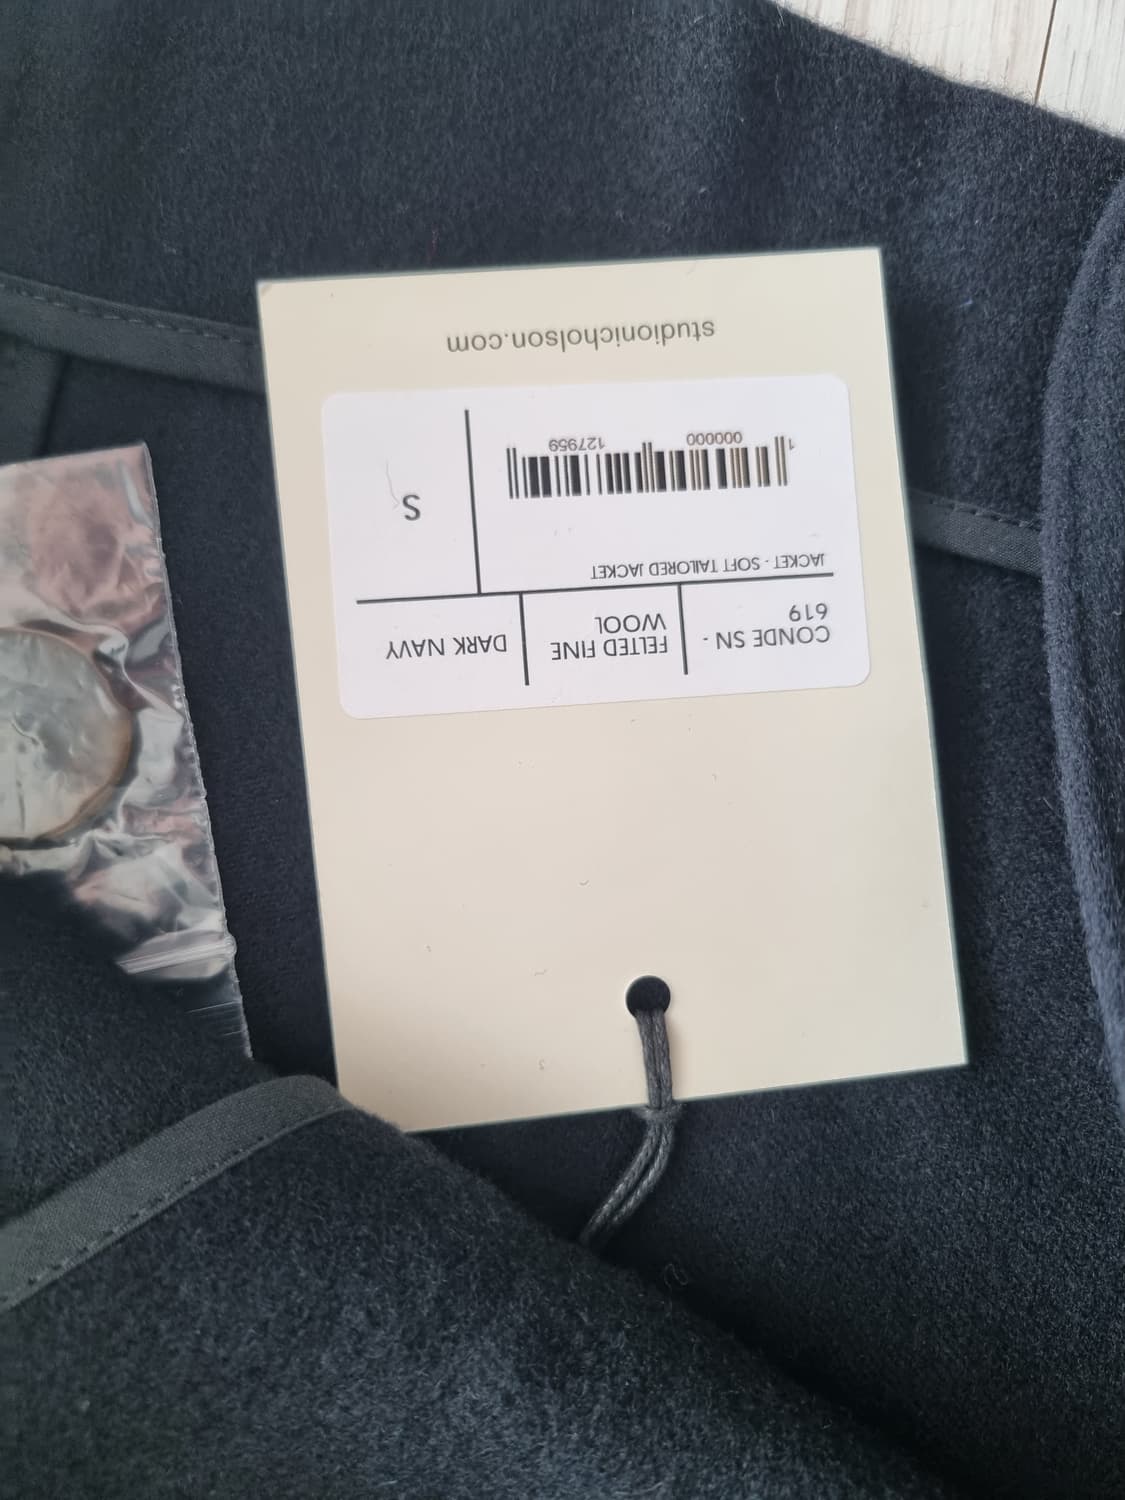 CONDE SN -
619
FELTED FINE
WOOL
DARK NAVY
JACKET - SOFT TAILORED JACKET
1 000000 127959
S
studionicholson.com